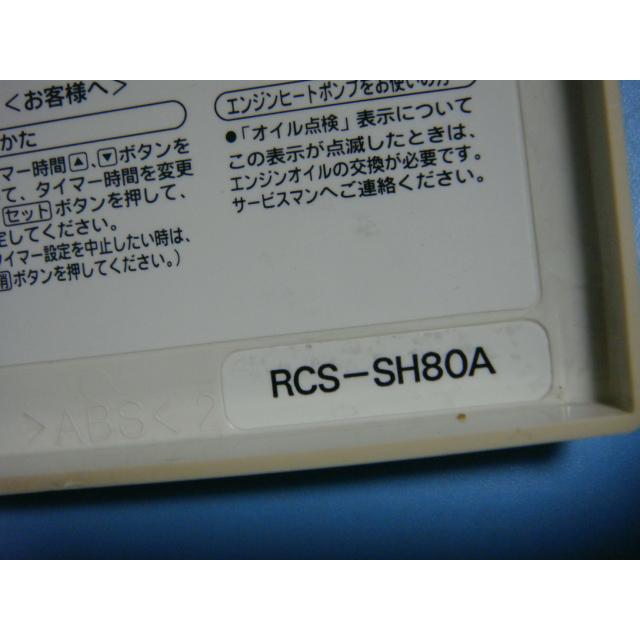 ＜お客様へ＞
かた
マー時間▲、▼ボタンを
て、タイマー時間を変更
セットボタンを押して、
定してください。
タイマー設定を中止したい時は、
消ボタンを押してください。)
エンジンヒートポンプをお使いの方
●「オイル点検」表示について
この表示が点滅したときは、
エンジンオイルの交換が必要です。
サービスマンへご連絡ください。
RCS-SH80A
>ABS< 2